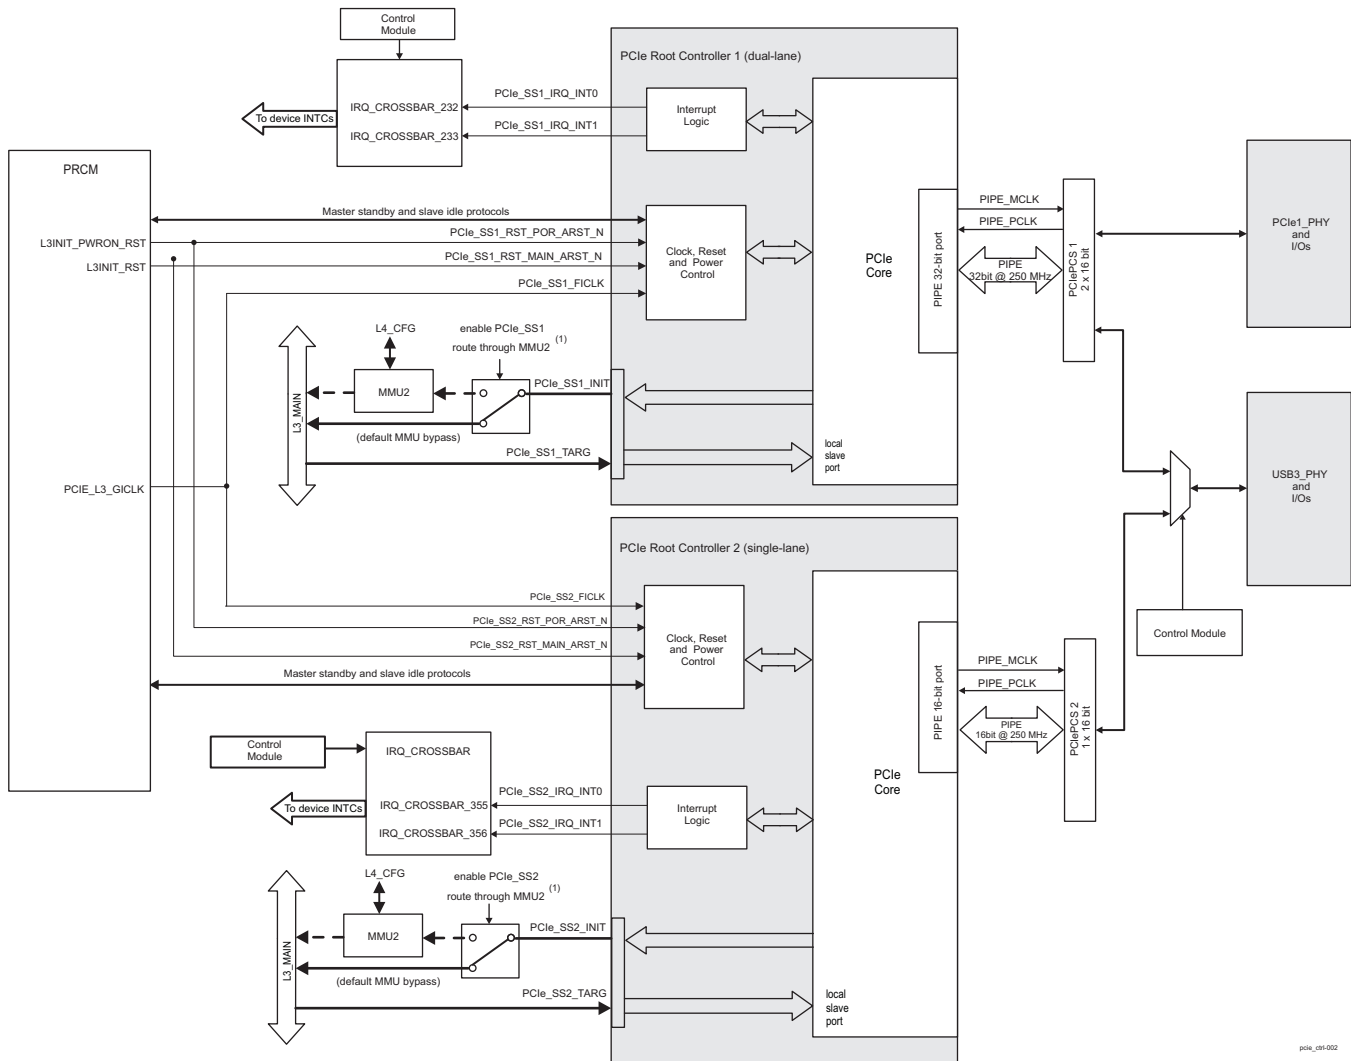 Control
Module
PCIe Root Controller 1 (dual-lane)
IRQ_CROSSBAR_232
IRQ_CROSSBAR_233
To device INTCs
PCIe_SS1_IRQ_INT0
PCIe_SS1_IRQ_INT1
Interrupt
Logic
PRCM
L3INIT_PWRON_RST
L3INIT_RST
PCIE_L3_GICLK
Master standby and slave idle protocols
PCIe_SS1_RST_POR_ARST_N
PCIe_SS1_RST_MAIN_ARST_N
PCIe_SS1_FICLK
Clock, Reset
and Power
Control
PCIe
Core
PIPE 32-bit port
PIPE_MCLK
PIPE_PCLK
PIPE
32bit @ 250 MHz
PCIePCS 1
2 x 16 bit
PCIe1_PHY
and
I/Os
L3_MAIN
L4_CFG
MMU2
enable PCIe_SS1
route through MMU2 (1)
PCIe_SS1_INIT
(default MMU bypass)
PCIe_SS1_TARG
local
slave
port
USB3_PHY
and
I/Os
Control Module
PCIe Root Controller 2 (single-lane)
PCIe_SS2_FICLK
PCIe_SS2_RST_POR_ARST_N
PCIe_SS2_RST_MAIN_ARST_N
Master standby and slave idle protocols
Clock, Reset
and Power
Control
PIPE 16-bit port
PIPE_MCLK
PIPE_PCLK
PIPE
16bit @ 250 MHz
PCIePCS 2
1 x 16 bit
Control
Module
IRQ_CROSSBAR
IRQ_CROSSBAR_355
IRQ_CROSSBAR_356
To device INTCs
PCIe_SS2_IRQ_INT0
PCIe_SS2_IRQ_INT1
Interrupt
Logic
PCIe
Core
L3_MAIN
L4_CFG
MMU2
enable PCIe_SS2
route through MMU2 (1)
PCIe_SS2_INIT
(default MMU bypass)
PCIe_SS2_TARG
local
slave
port
pcie_ctrl-002